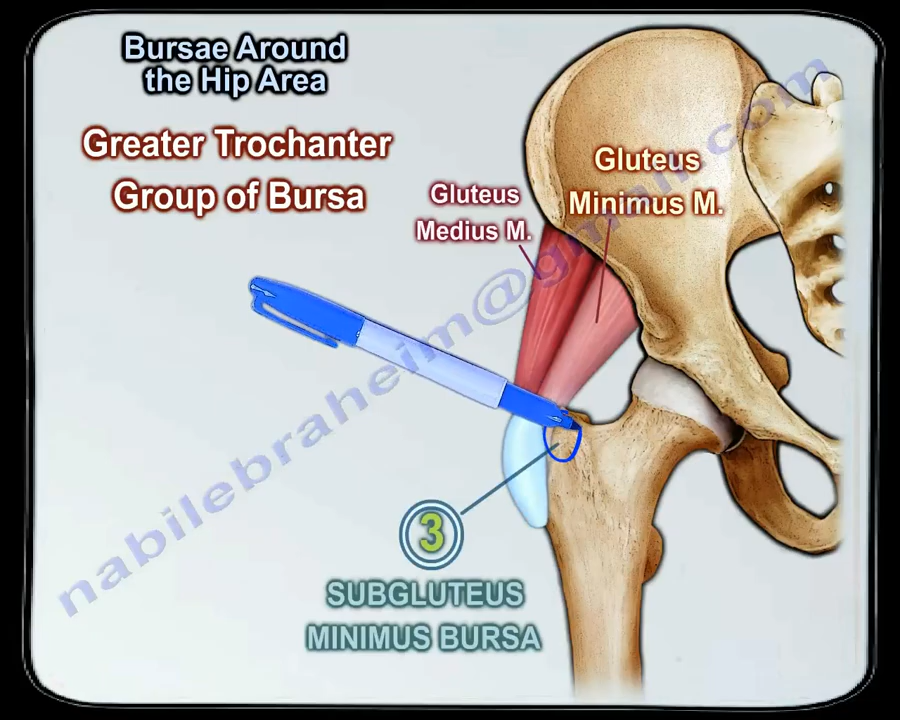 Bursae Around
the Hip Area
Greater Trochanter
Group of Bursa
Gluteus
Medius M.
Gluteus
Minimus M.
nabilebraheim@gmail.com
3
SUBGLUTEUS
MINIMUS BURSA